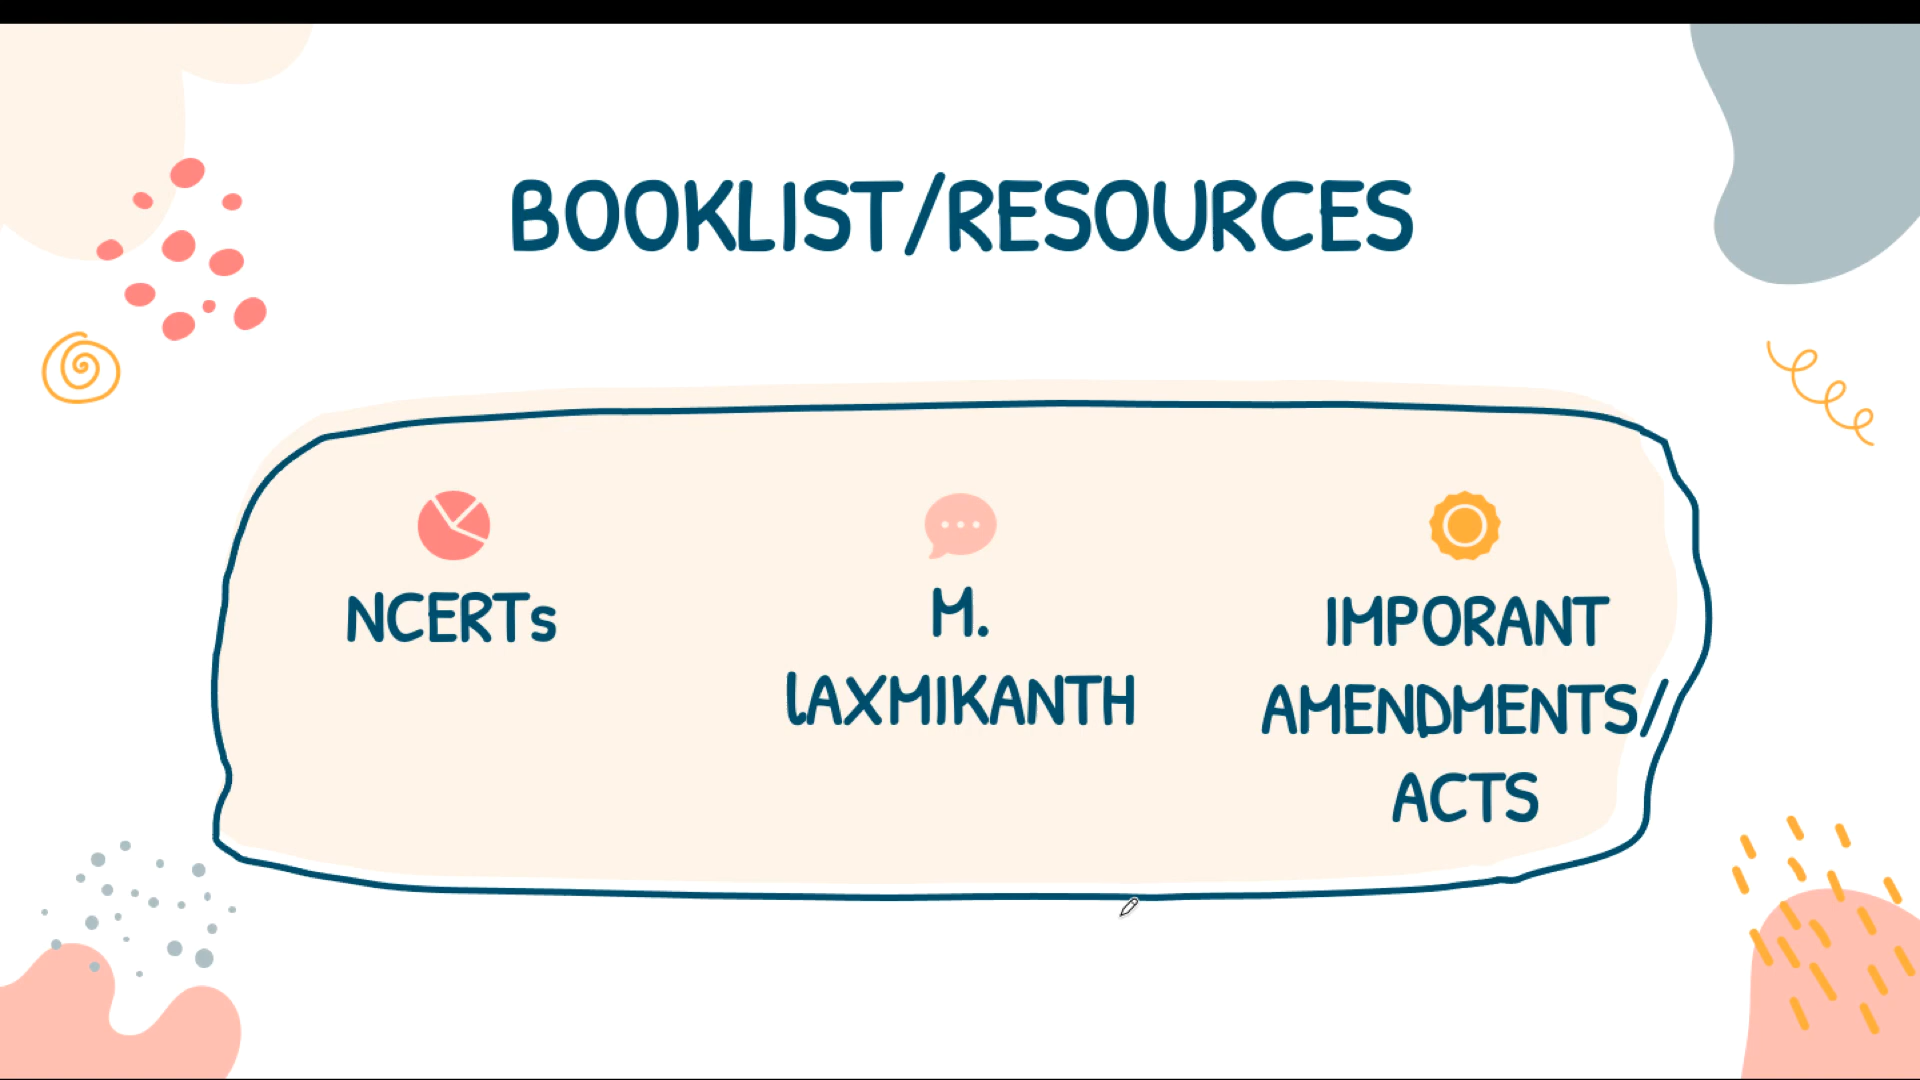 BOOKLIST/RESOURCES
NCERTs
M.
LAXMIKANTH
IMPORANT
AMENDMENTS/
ACTS